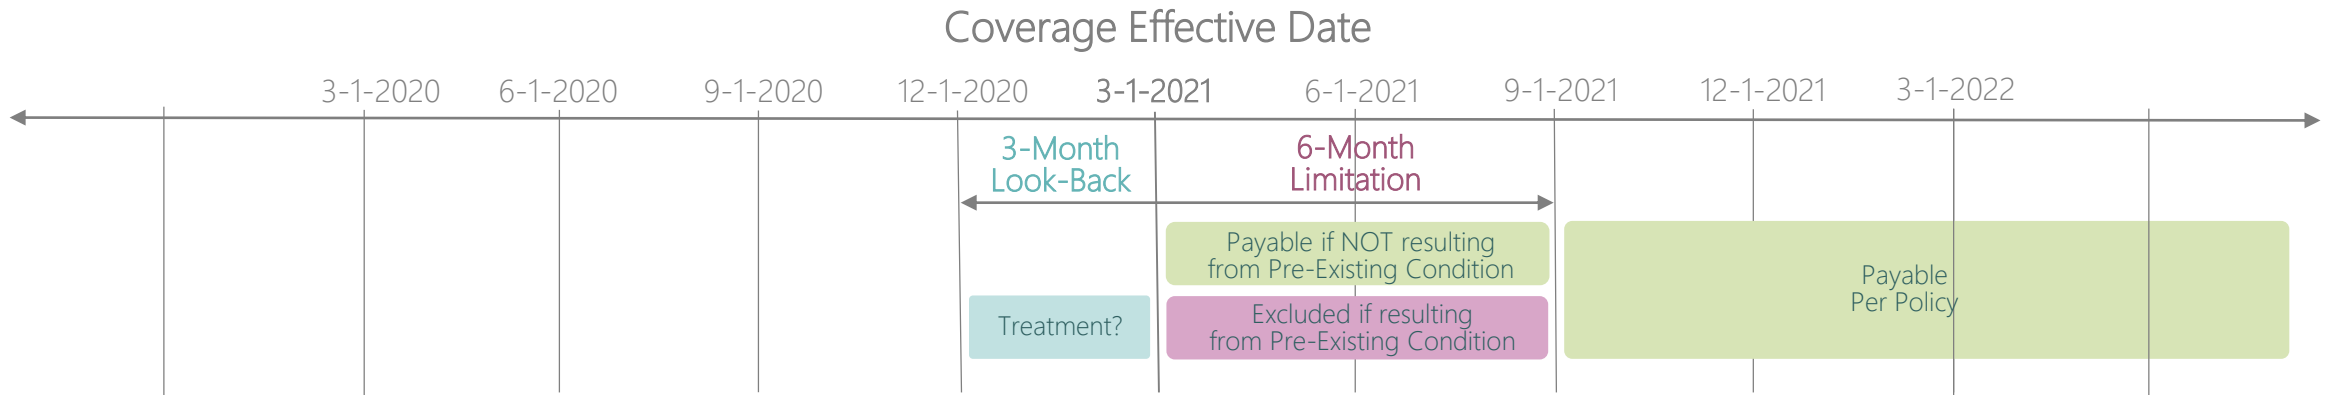 Coverage Effective Date
3-1-2020 6-1-2020 9-1-2020 12-1-2020 3-1-2021 6-1-2021 9-1-2021 12-1-2021 3-1-2022
3-Month
Look-Back
6-Month
Limitation
Payable if NOT resulting
from Pre-Existing Condition
Treatment?
Excluded if resulting
from Pre-Existing Condition
Payable
Per Policy